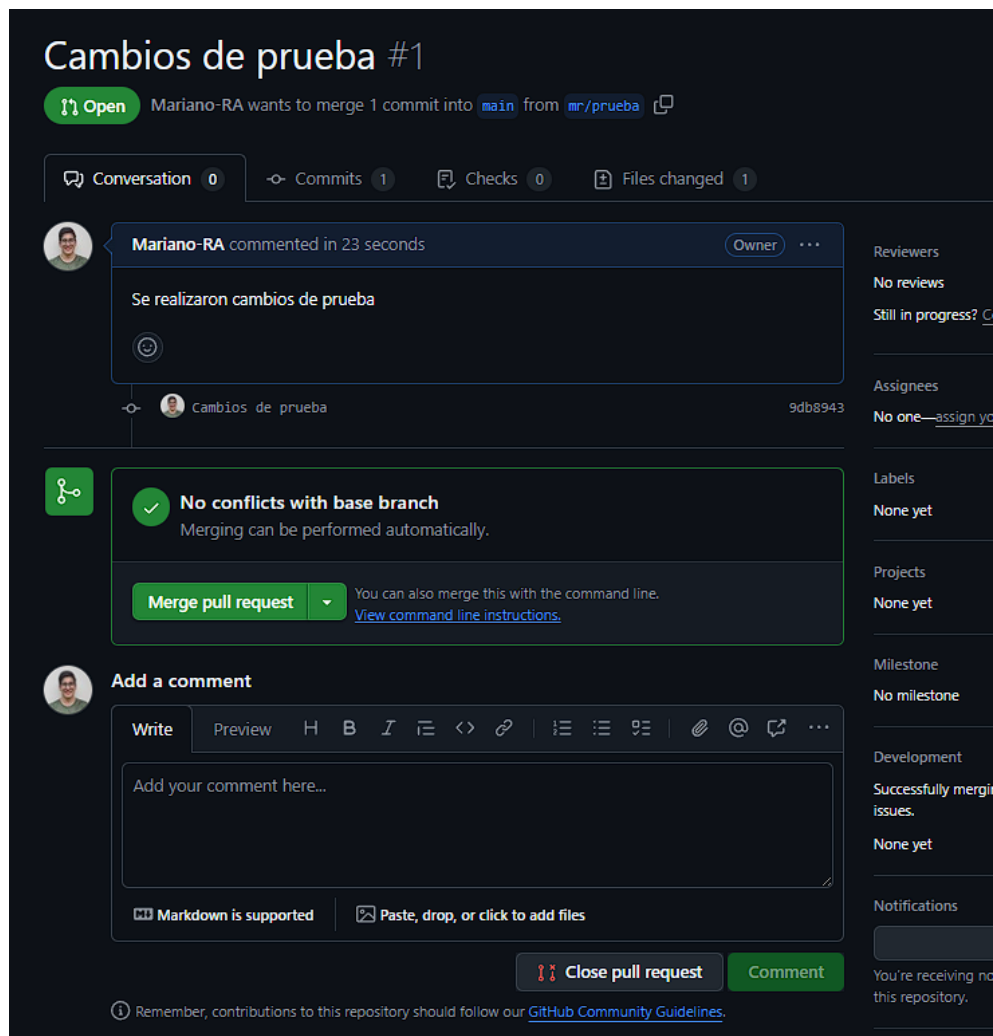 Cambios de prueba #1
Open Mariano-RA wants to merge 1 commit into main from mr/prueba
Conversation 0 Commits 1 Checks 0 Files changed 1
Mariano-RA commented in 23 seconds Owner
Se realizaron cambios de prueba
Cambios de prueba 9db8943
No conflicts with base branch
Merging can be performed automatically.
Merge pull request
You can also merge this with the command line.
View command line instructions.
Add a comment
Write Preview
Add your comment here...
Markdown is supported Paste, drop, or click to add files
Close pull request Comment
Remember, contributions to this repository should follow our GitHub Community Guidelines.
Reviewers
No reviews
Still in progress?
Assignees
No one—assign
Labels
None yet
Projects
None yet
Milestone
No milestone
Development
Successfully
issues.
None yet
Notifications
You're receiving
this repository.